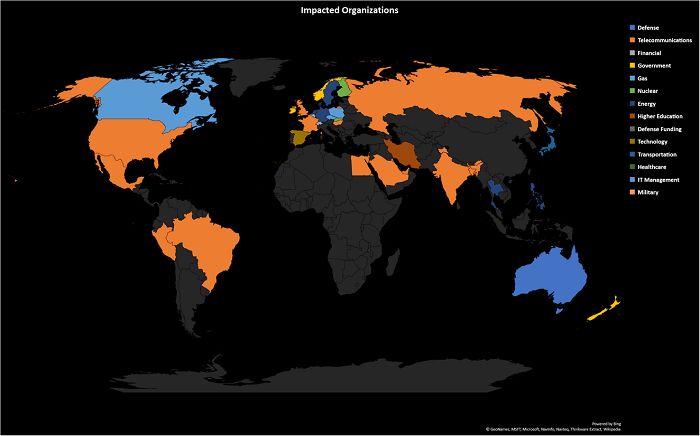 Impacted Organizations
Defense
Telecommunications
Financial
Government
Gas
Nuclear
Energy
Higher Education
Defense Funding
Technology
Transportation
Healthcare
IT Management
Military
Powered by Bing
© GeoNames, MSFT, Microsoft, NavInfo, Navteq, Thinkware Extract, Wikipedia